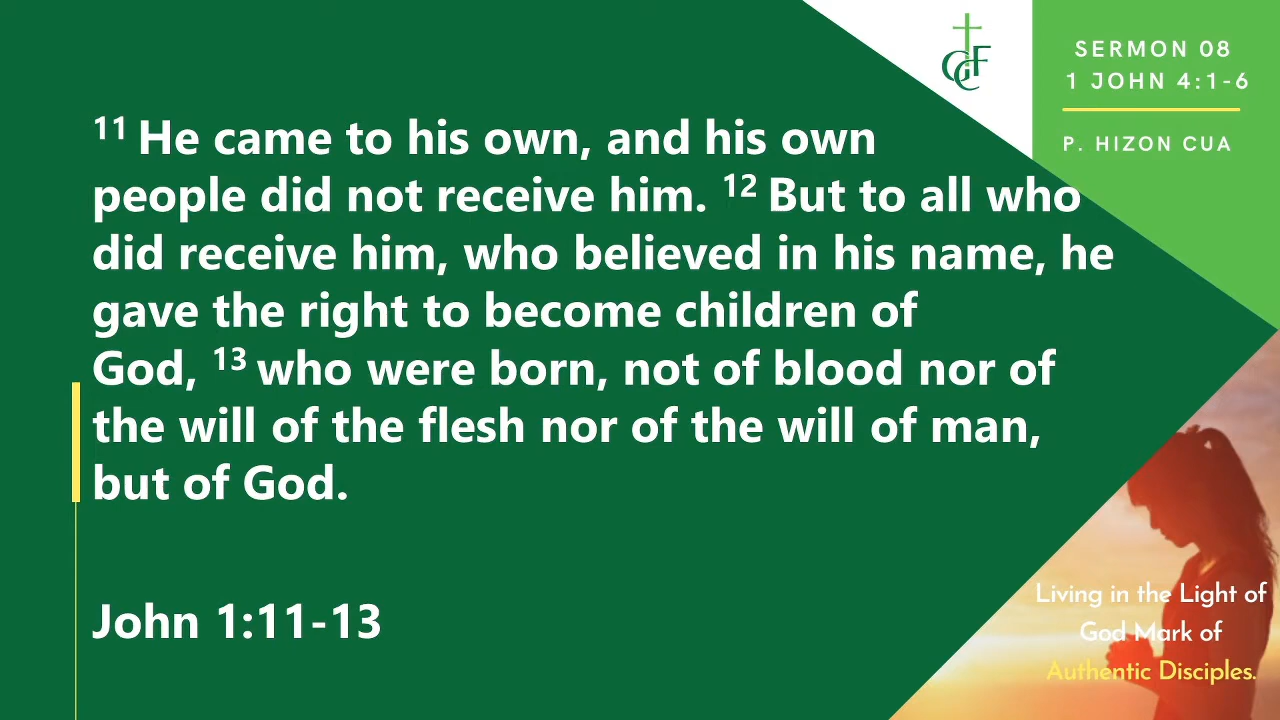 SERMON 08
1 JOHN 4:1-6
P. HIZON CUA
GCF
11 He came to his own, and his own
people did not receive him. 12 But to all who
did receive him, who believed in his name, he
gave the right to become children of
God, 13 who were born, not of blood nor of
the will of the flesh nor of the will of man,
but of God.
John 1:11-13
Living in the Light of
God Mark of
Authentic Disciples.